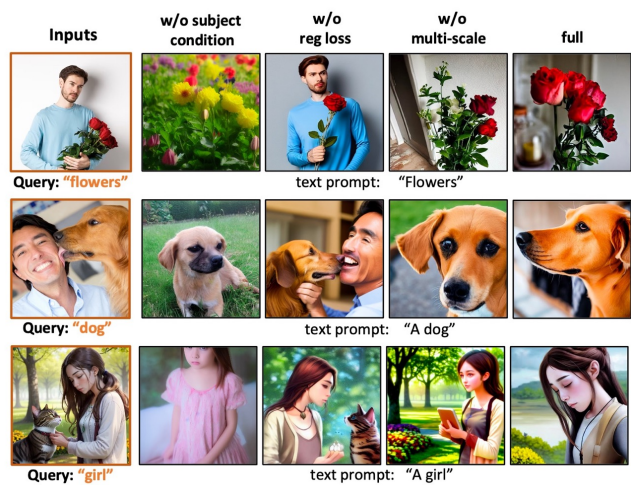 Inputs
w/o subject
condition
w/o
reg loss
w/o
multi-scale
full
Query: "flowers"
text prompt: "Flowers"
Query: "dog"
text prompt: "A dog"
Query: "girl"
text prompt: "A girl"